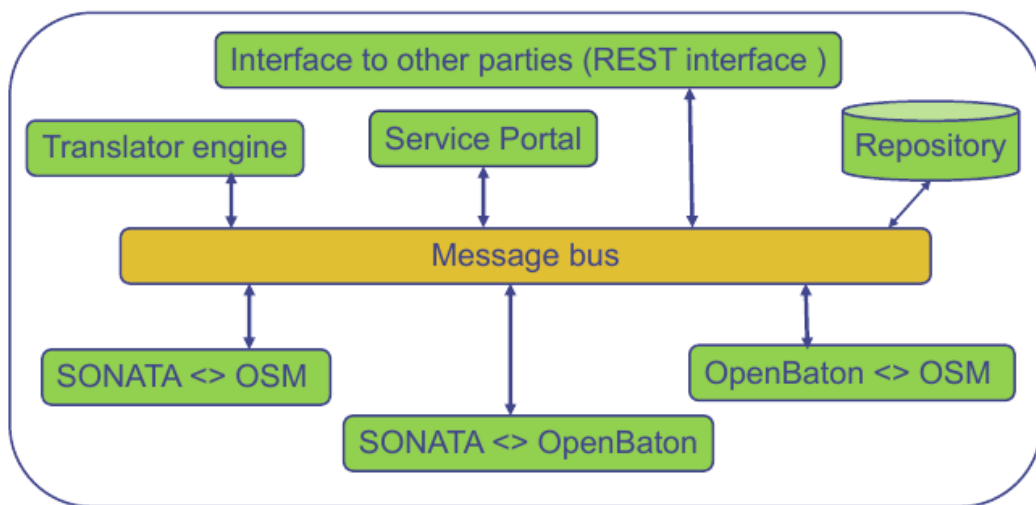 Interface to other parties (REST interface )
Translator engine
Service Portal
Repository
Message bus
SONATA <> OSM
OpenBaton <> OSM
SONATA <> OpenBaton